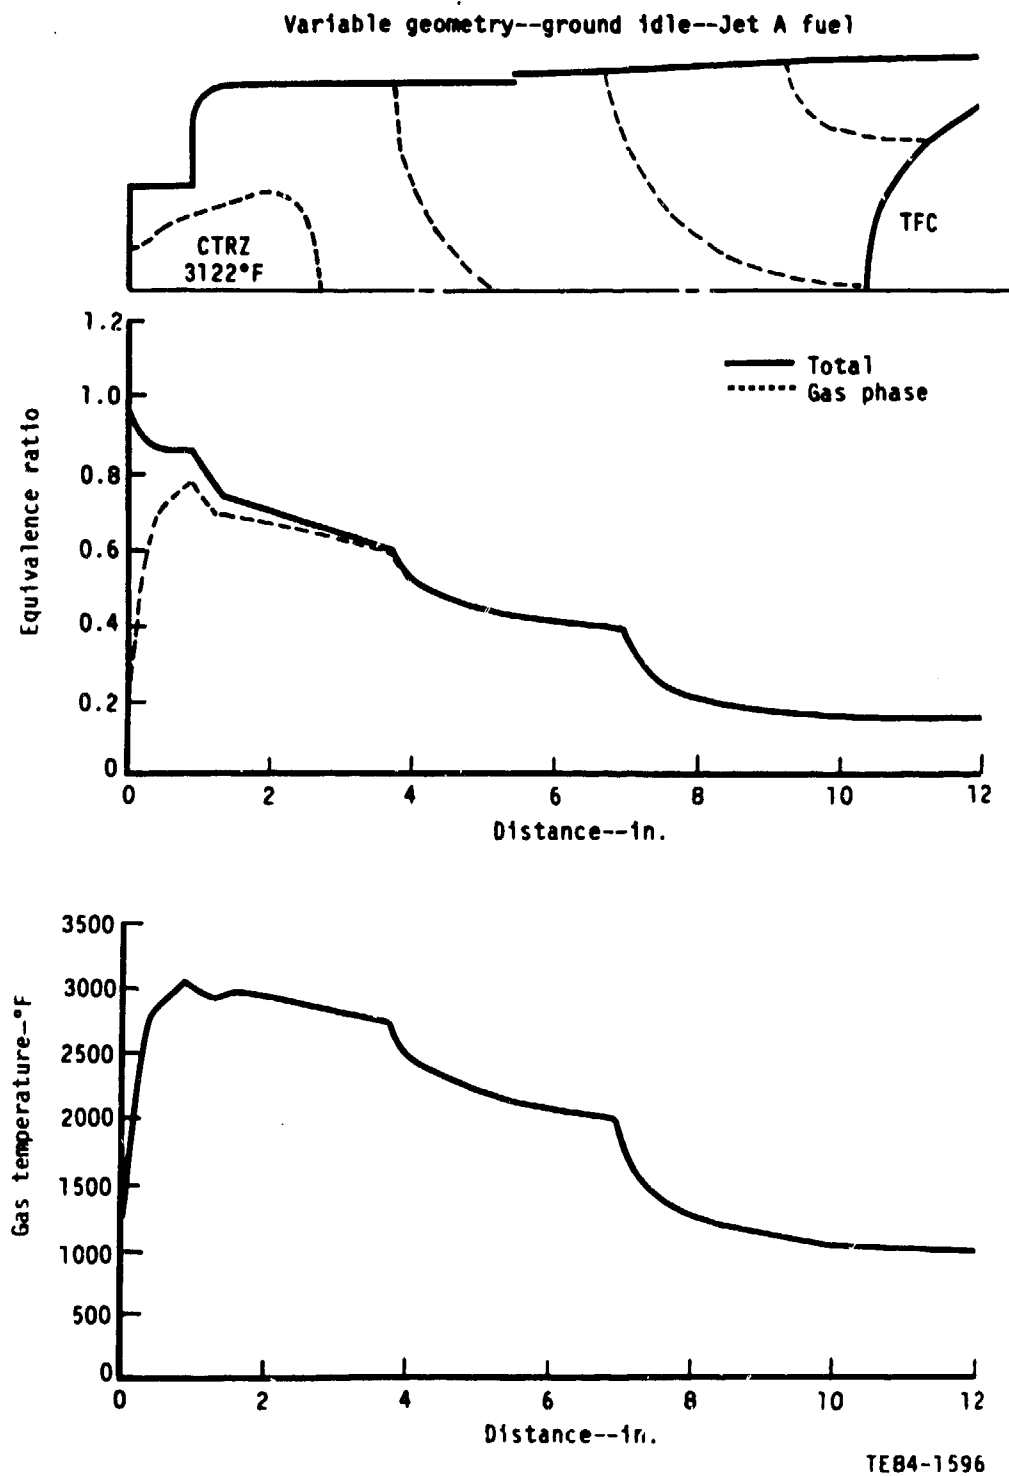 Variable geometry--ground idle--Jet A fuel
CTRZ
3122°F
TFC
1.2
1.0
0.8
0.6
0.4
0.2
0
Equivalence ratio
Total
Gas phase
0 2 4 6 8 10 12
Distance--in.
3500
3000
2500
2000
1500
1000
500
0
Gas temperature--°F
0 2 4 6 8 10 12
Distance--in.
TE84-1596